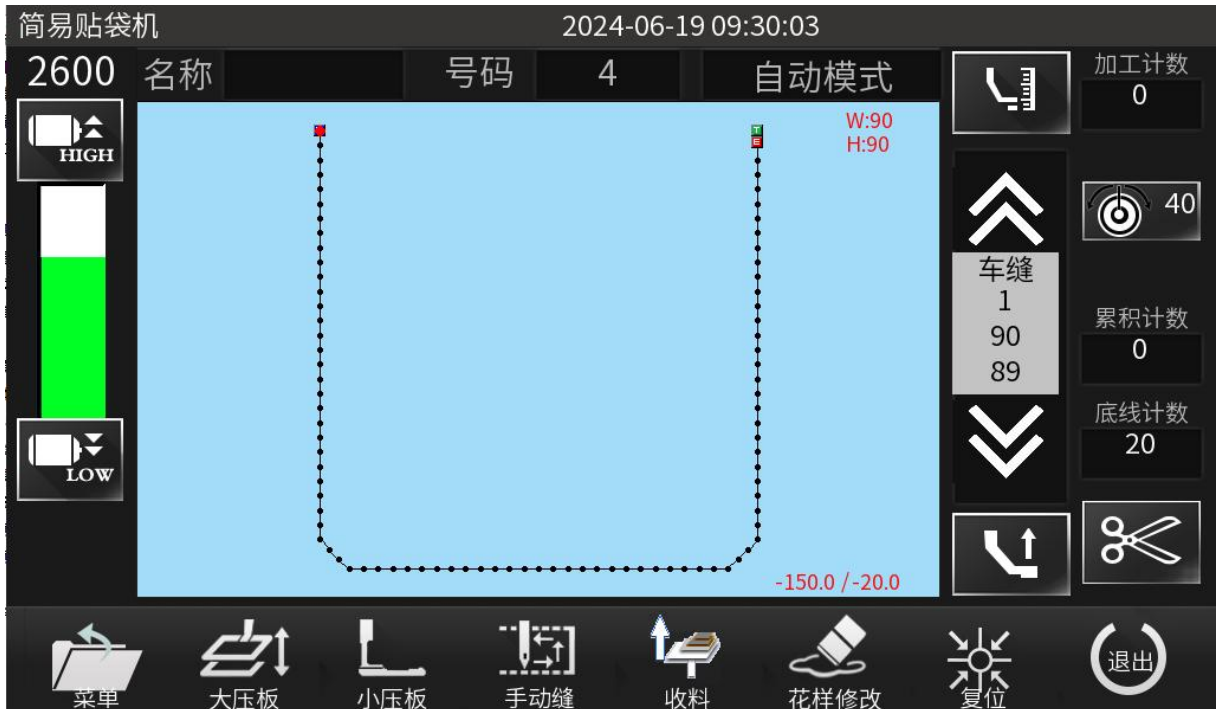 简易贴袋机 2024-06-19 09:30:03
2600 名称 号码 4 自动模式
加工计数
0
HIGH
W:90
H:90
T
E
40
车缝
1
90
89
累积计数
0
底线计数
20
LOW
-150.0 / -20.0
菜单 大压板 小压板 手动缝 收料 花样修改 复位 退出